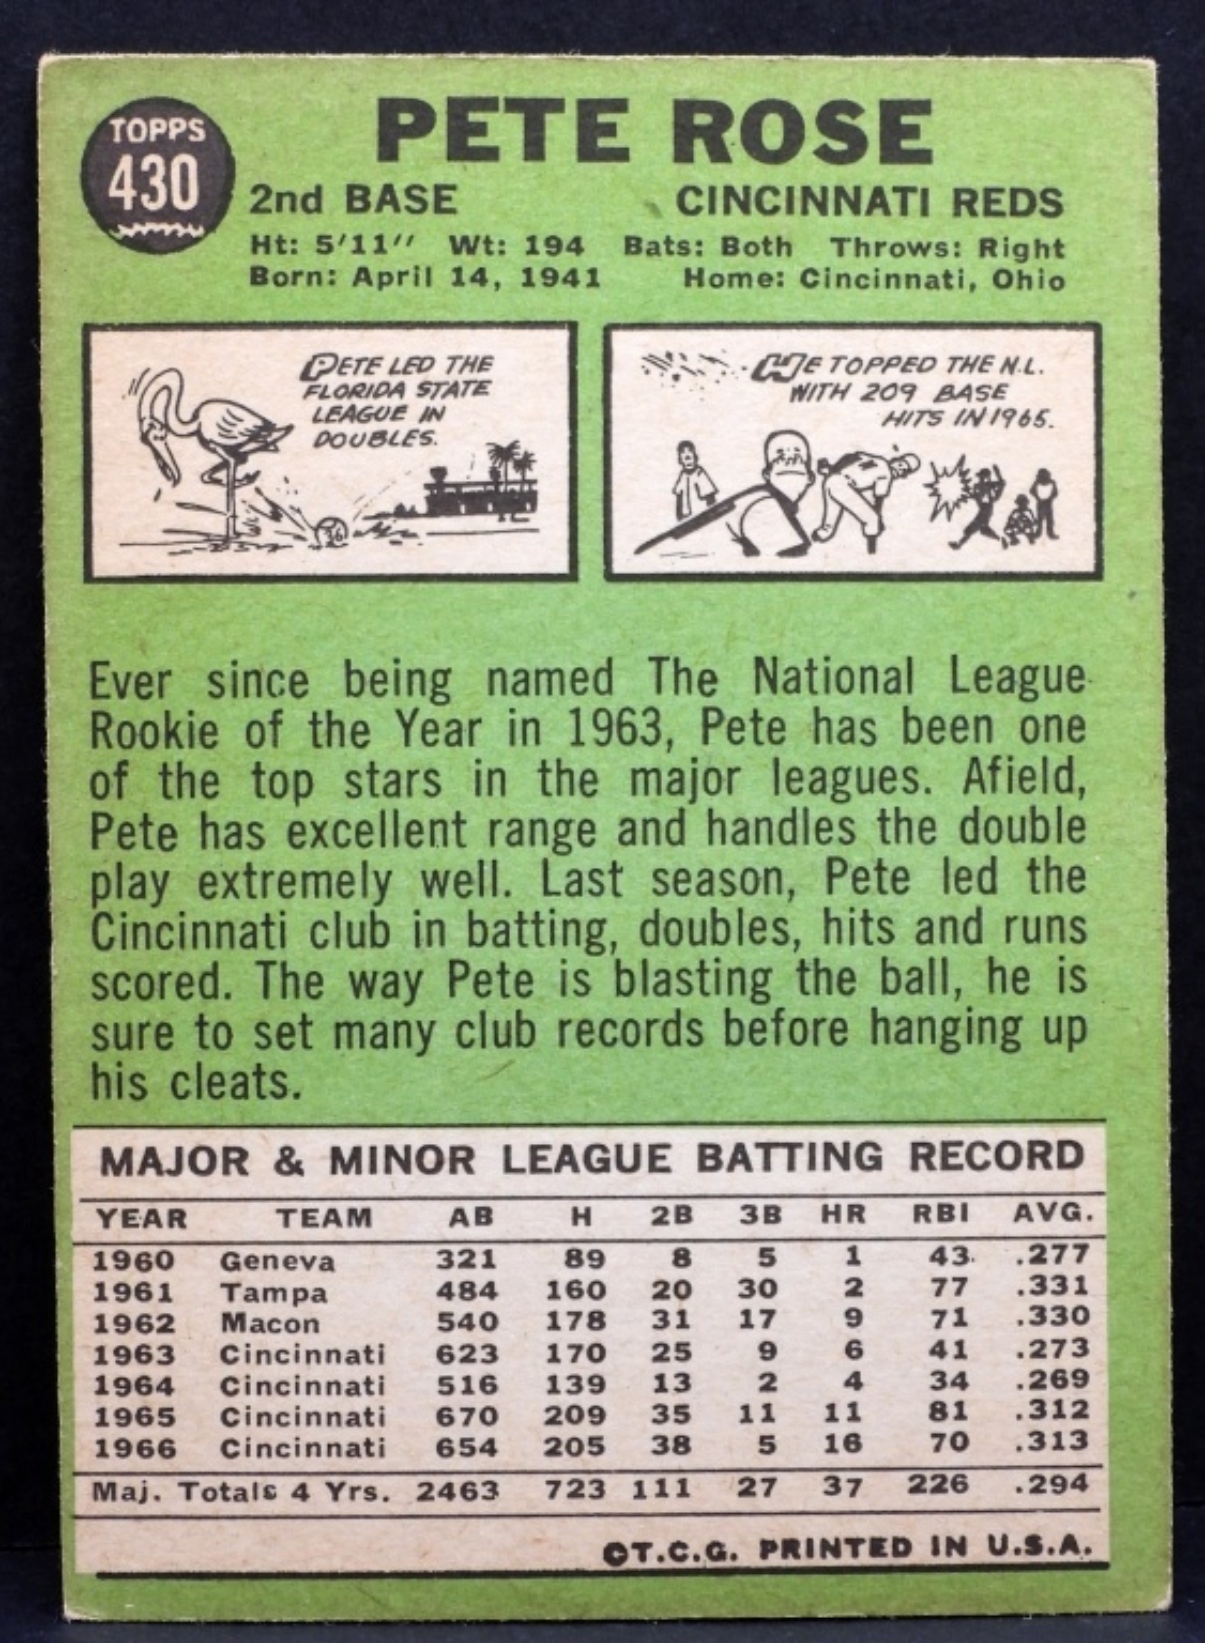 TOPPS
430
PETE ROSE
2nd BASE CINCINNATI REDS
Ht: 5'11" Wt: 194 Bats: Both Throws: Right
Born: April 14, 1941 Home: Cincinnati, Ohio
PETE LED THE
FLORIDA STATE
LEAGUE IN
DOUBLES.
HE TOPPED THE N.L.
WITH 209 BASE
HITS IN 1965.
Ever since being named The National League
Rookie of the Year in 1963, Pete has been one
of the top stars in the major leagues. Afield,
Pete has excellent range and handles the double
play extremely well. Last season, Pete led the
Cincinnati club in batting, doubles, hits and runs
scored. The way Pete is blasting the ball, he is
sure to set many club records before hanging up
his cleats.
MAJOR & MINOR LEAGUE BATTING RECORD
YEAR TEAM AB H 2B 3B HR RBI AVG.
1960 Geneva 321 89 8 5 1 43 .277
1961 Tampa 484 160 20 30 2 77 .331
1962 Macon 540 178 31 17 9 71 .330
1963 Cincinnati 623 170 25 9 6 41 .273
1964 Cincinnati 516 139 13 2 4 34 .269
1965 Cincinnati 670 209 35 11 11 81 .312
1966 Cincinnati 654 205 38 5 16 70 .313
Maj. Totals 4 Yrs. 2463 723 111 27 37 226 .294
©T.C.G. PRINTED IN U.S.A.